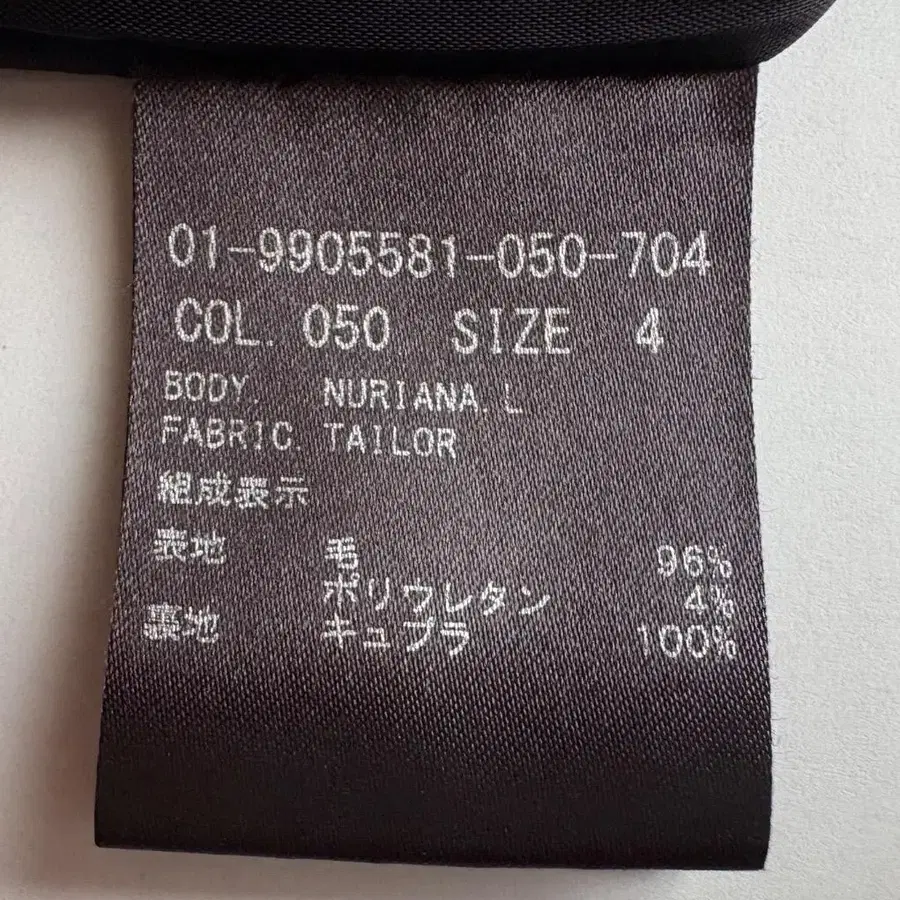 01-9905581-050-704
COL. 050 SIZE 4
BODY. NURIANA.L
FABRIC. TAILOR
組成表示
表地 毛 96%
ポリウレタン 4%
裏地 キュプラ 100%